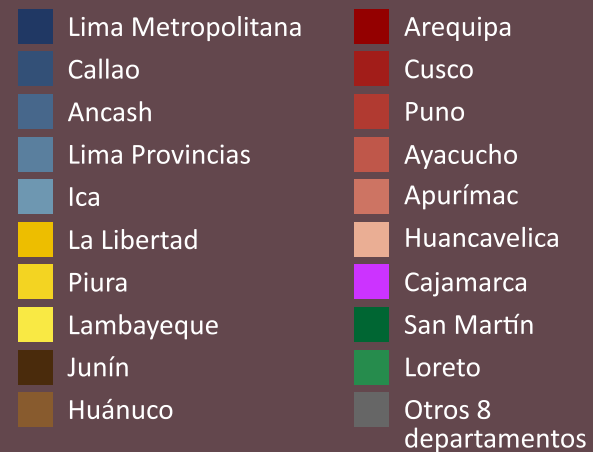 Lima Metropolitana
Callao
Ancash
Lima Provincias
Ica
La Libertad
Piura
Lambayeque
Junín
Huánuco
Arequipa
Cusco
Puno
Ayacucho
Apurímac
Huancavelica
Cajamarca
San Martín
Loreto
Otros 8
departamentos